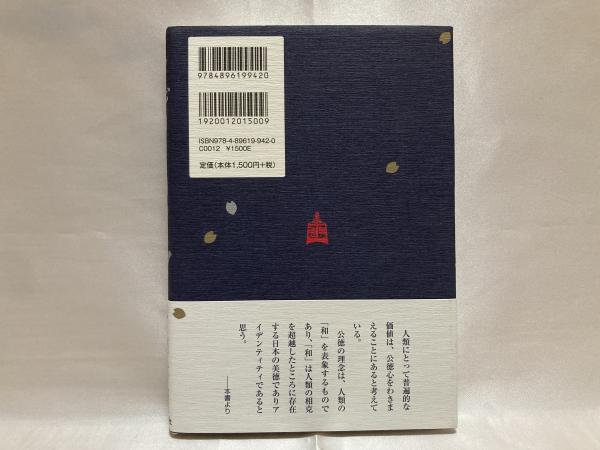 9784896199420
1920012015009
ISBN978-4-89619-942-0
C0012 ¥1500E
定価(本体1,500円+税)
人類にとって普遍的な
価値は、公徳心をわきま
えることにあると考えて
いる。
公徳の理念は、人類の
「和」を表象するもので
あり、「和」は人類の相克
を超越したところに存在
する日本の美徳でありア
イデンティティであると
思う。
──本書より